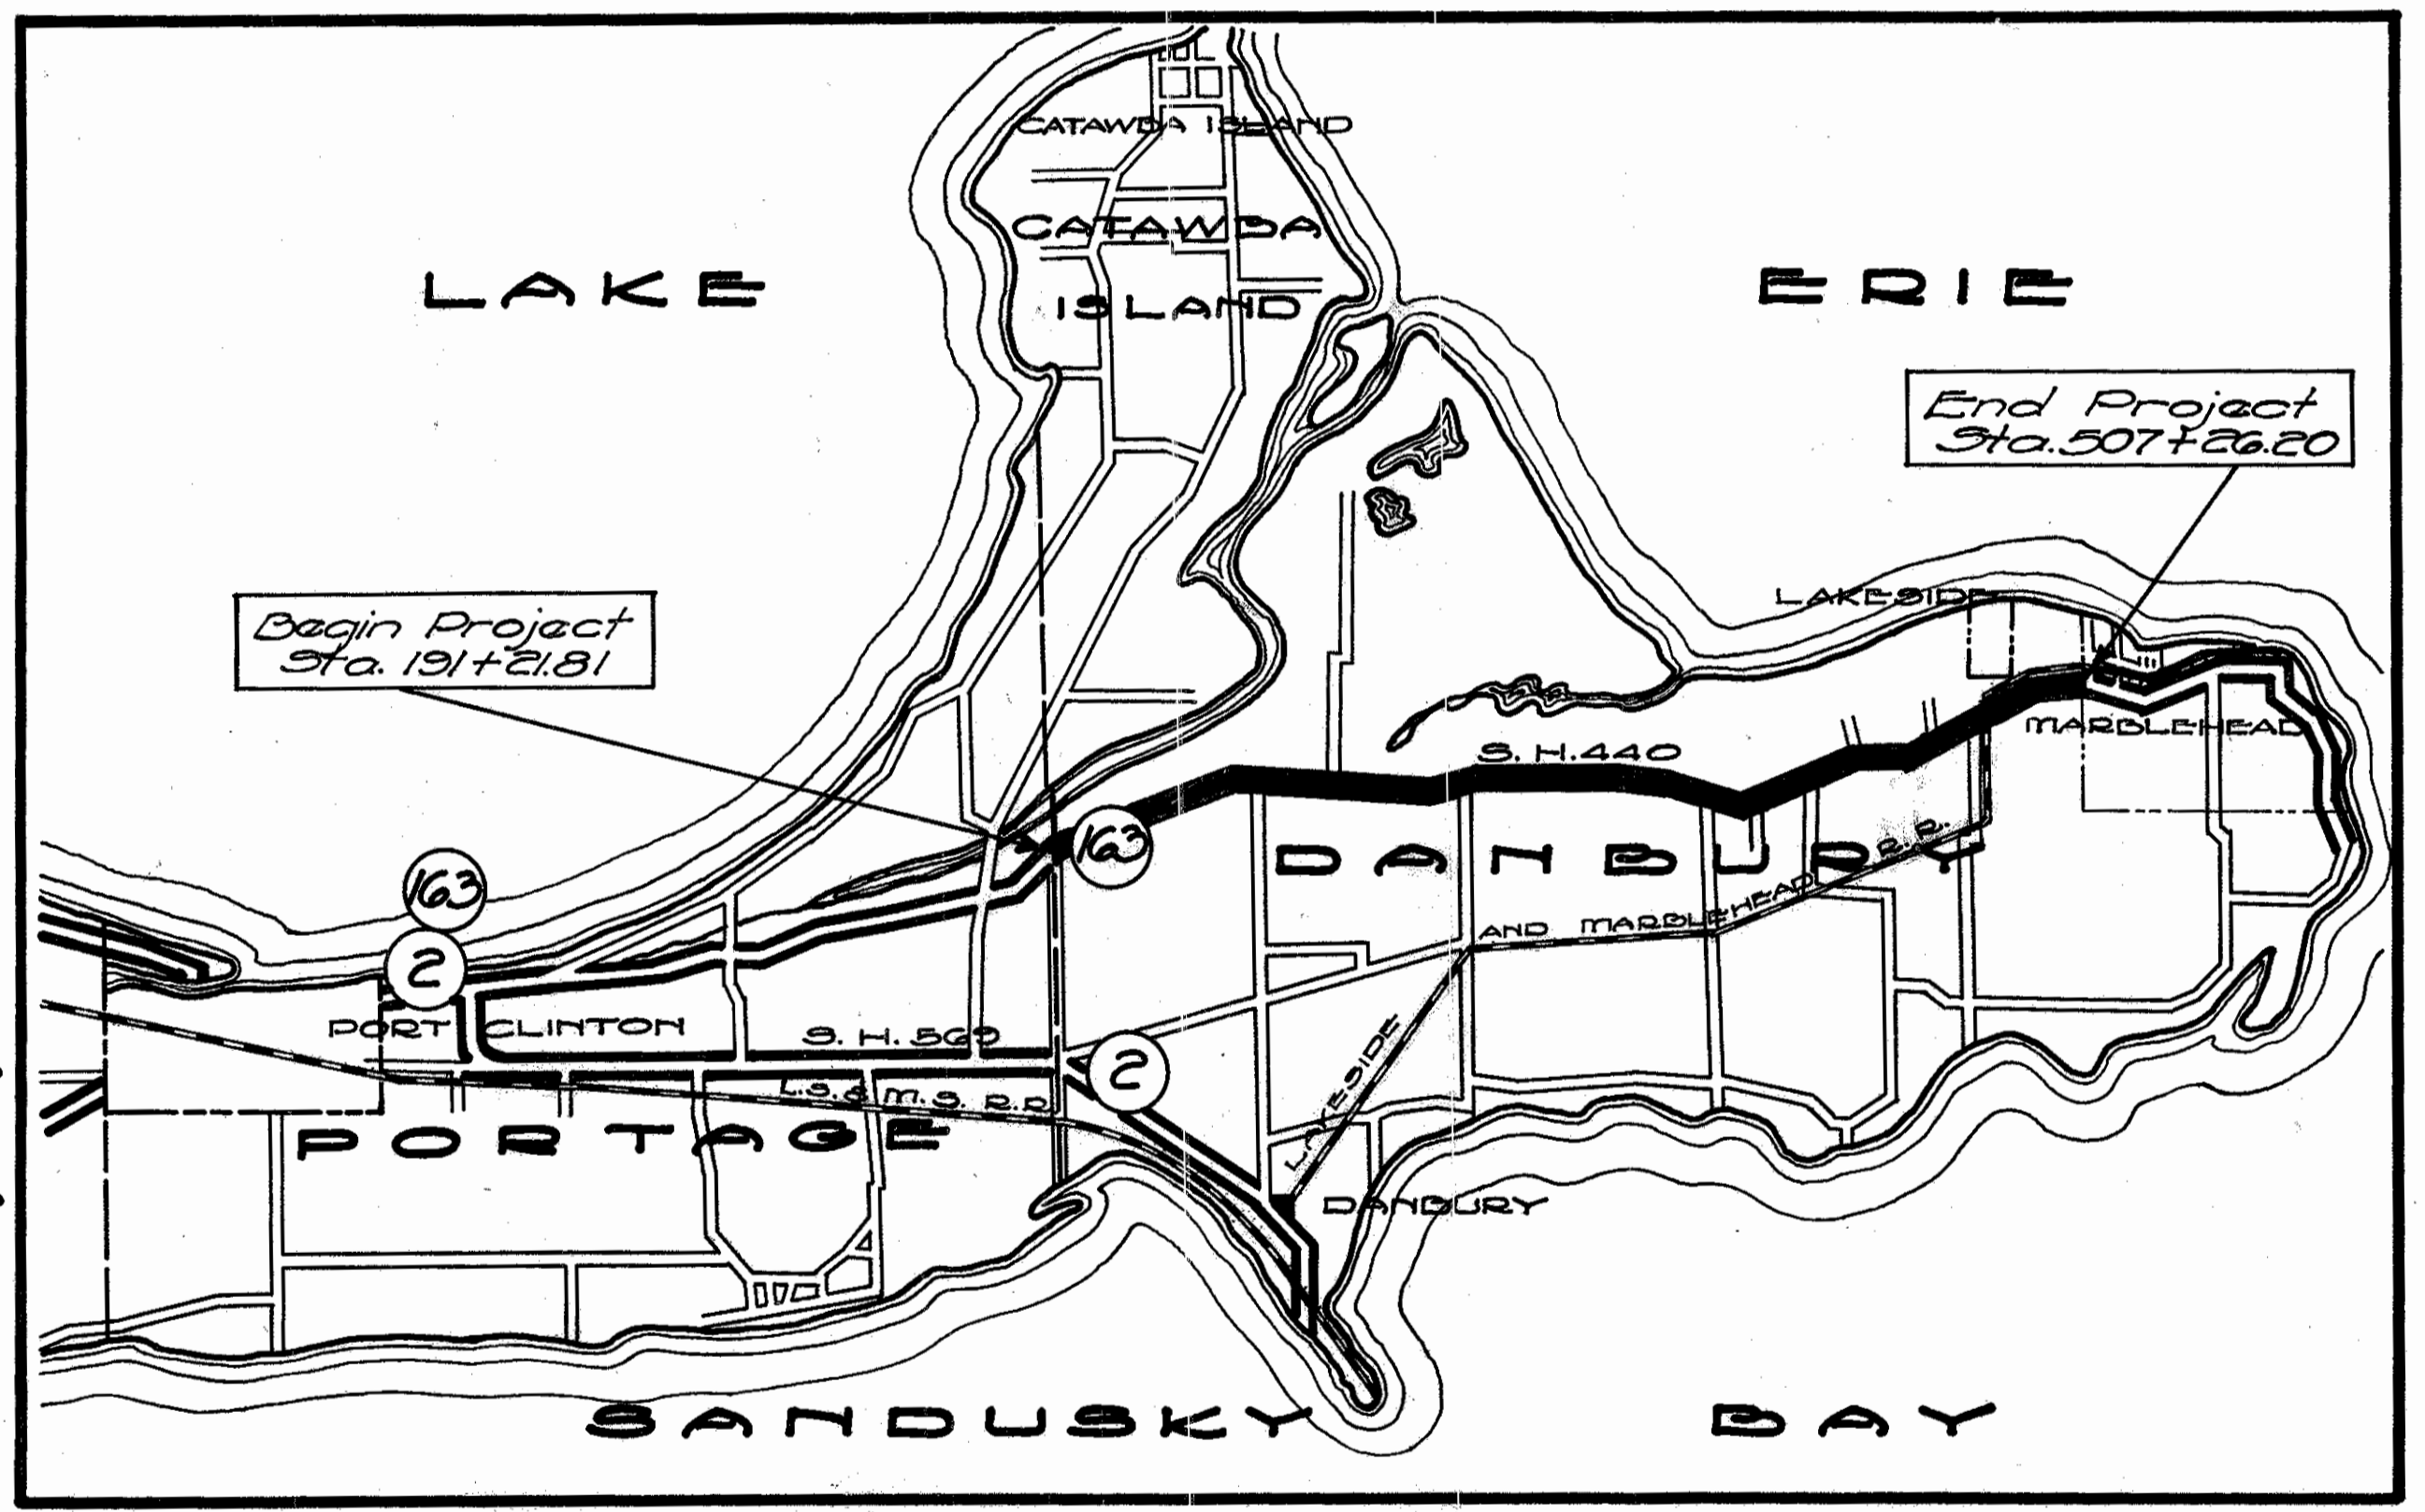 CATAWBA ISLAND
CATAWBA
ISLAND
LAKE
ERIE
End Project
Sta. 507+26.20
Begin Project
Sta. 191+21.81
LAKESIDE
MARBLEHEAD
S. H. 440
163
163
DANBURY
R. R.
AND MARBLEHEAD
LAKESIDE
2
PORT CLINTON
S. H. 569
2
L. S. & M. S. R.R.
PORTAGE
DANBURY
SANDUSKY BAY